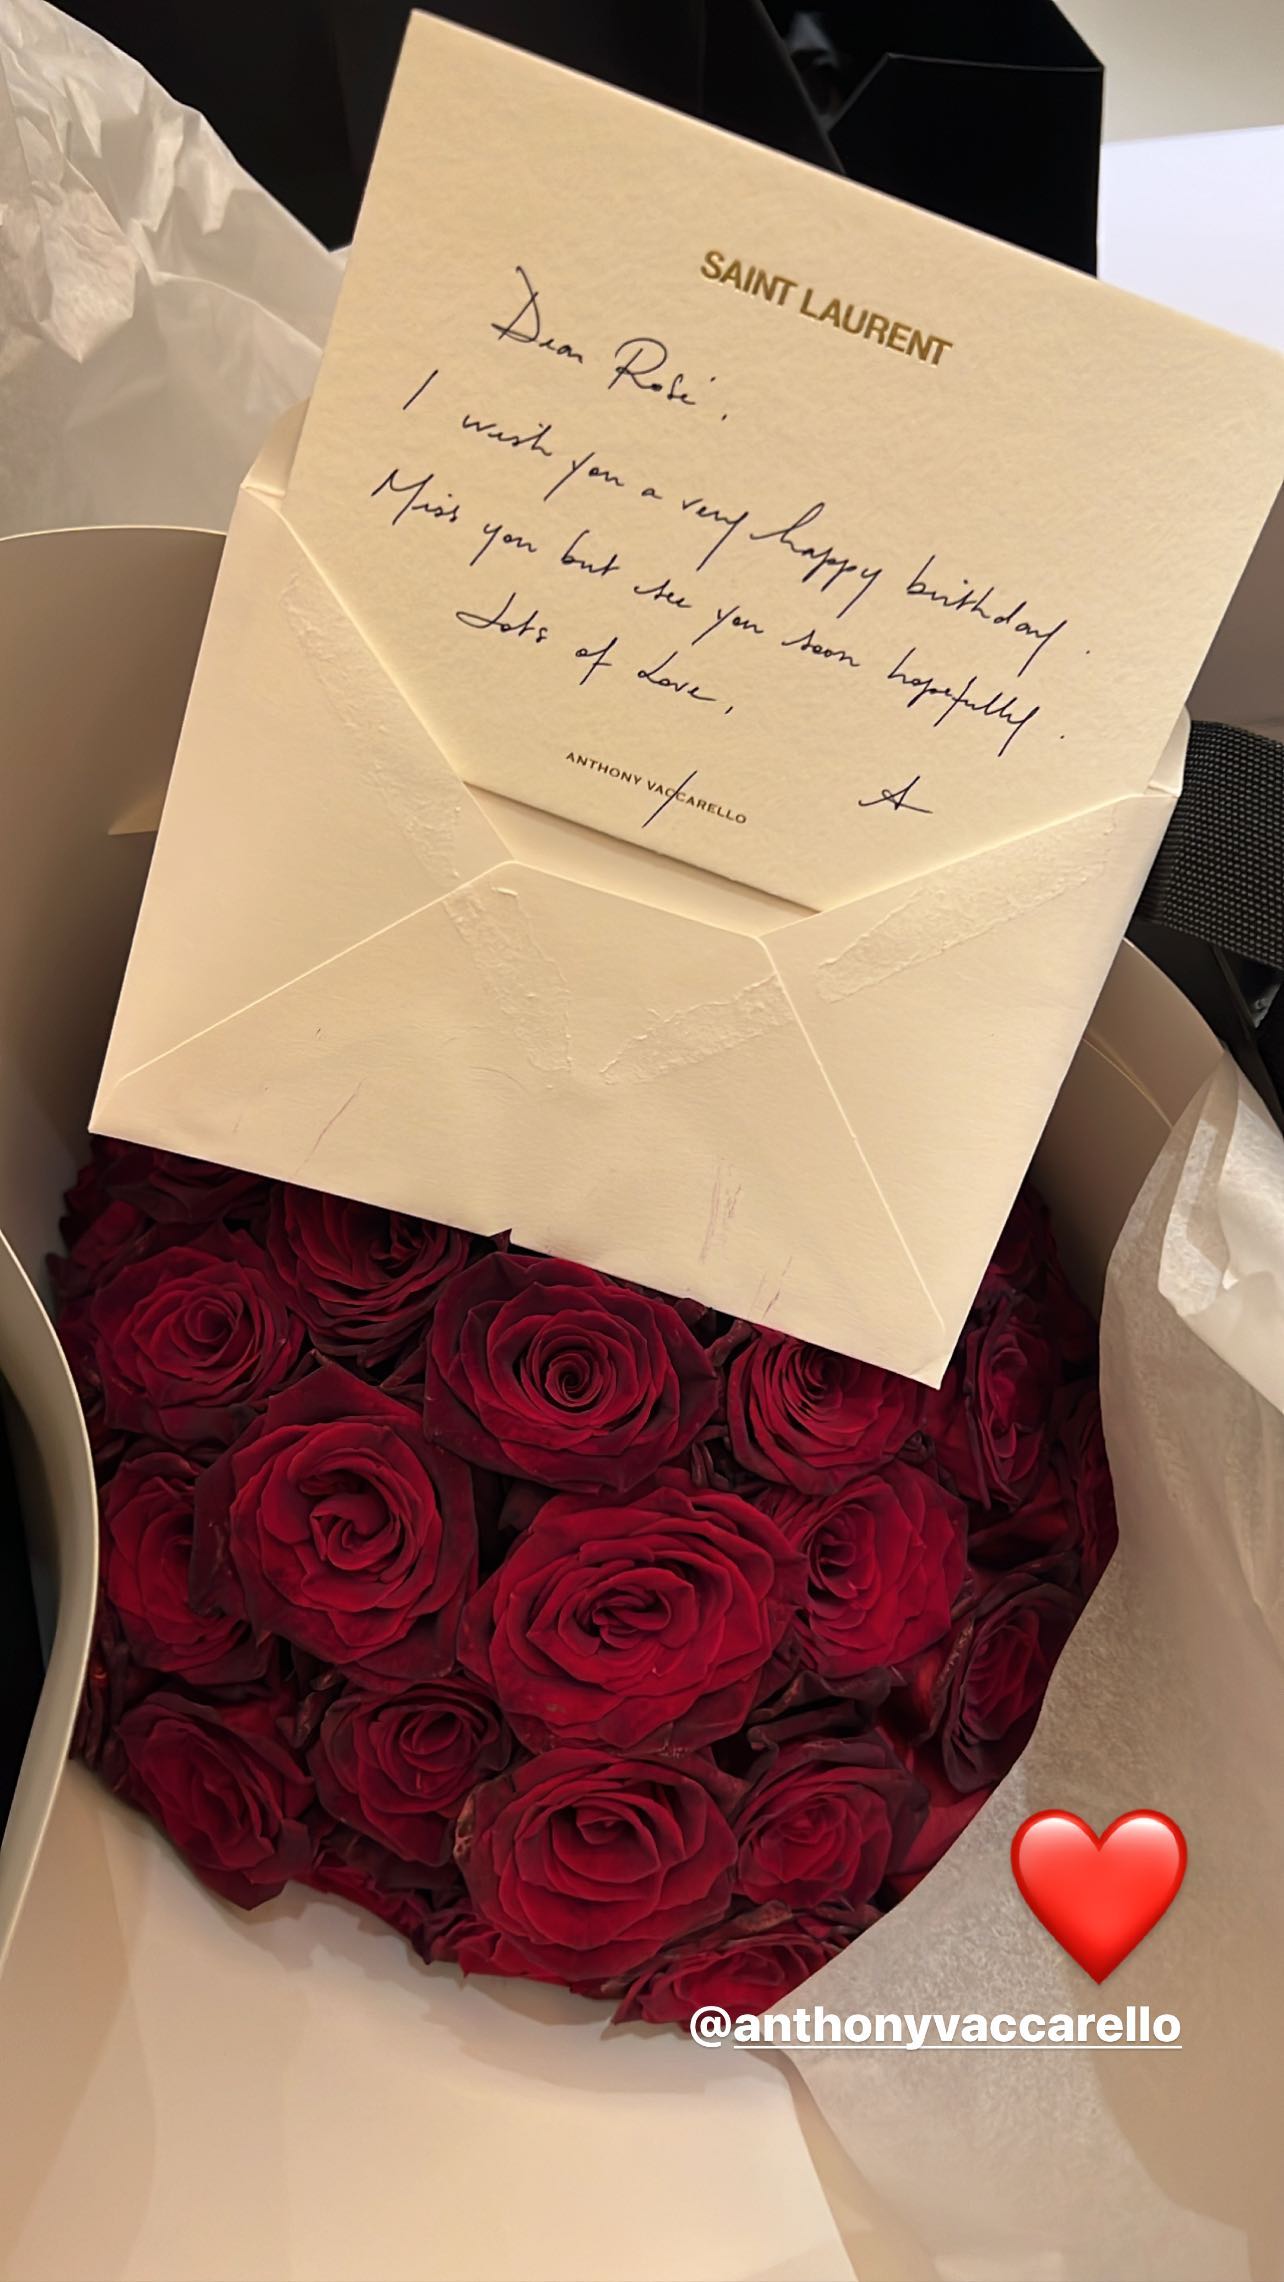 SAINT LAURENT
Dear Rosé,
I wish you a very happy birthday.
Miss you but see you soon hopefully.
Lots of Love,
A
ANTHONY VACCARELLO
@anthonyvaccarello